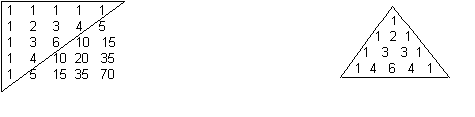 1 1 1 1 1
1 2 3 4 5
1 3 6 10 15
1 4 10 20 35
1 5 15 35 70
1
1 2 1
1 3 3 1
1 4 6 4 1